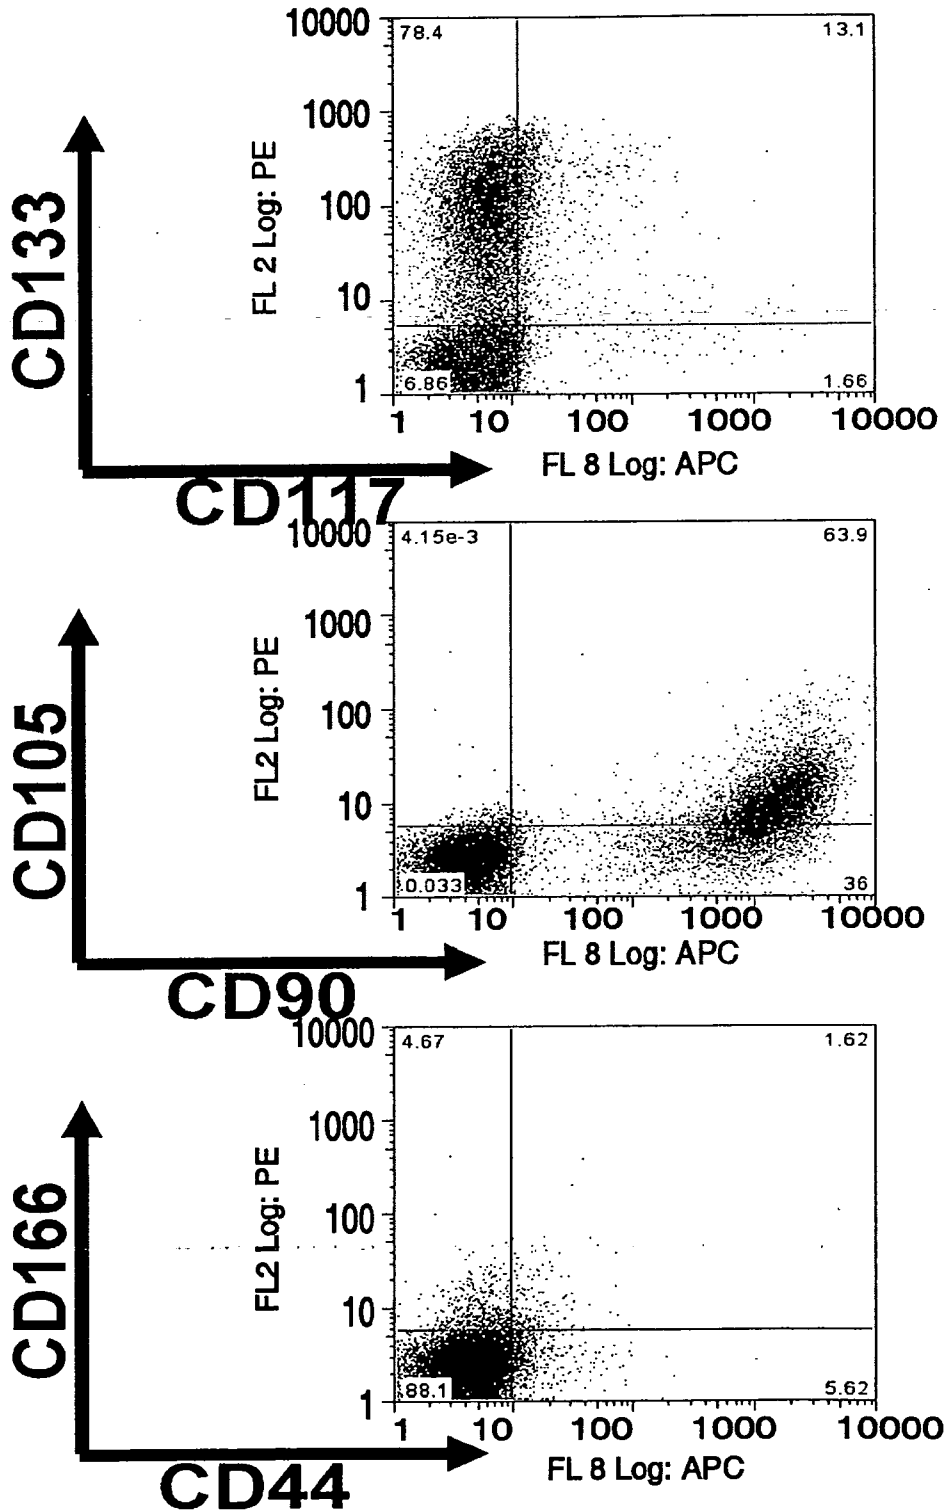 10000
78.4
13.1
1000
100
10
1
6.86
1.66
1 10 100 1000 10000
FL 2 Log: PE
FL 8 Log: APC
CD133
CD117
10000
4.15e-3
63.9
1000
100
10
1
0.033
36
1 10 100 1000 10000
FL2 Log: PE
FL 8 Log: APC
CD105
CD90
10000
4.67
1.62
1000
100
10
1
88.1
5.62
1 10 100 1000 10000
FL2 Log: PE
FL 8 Log: APC
CD166
CD44